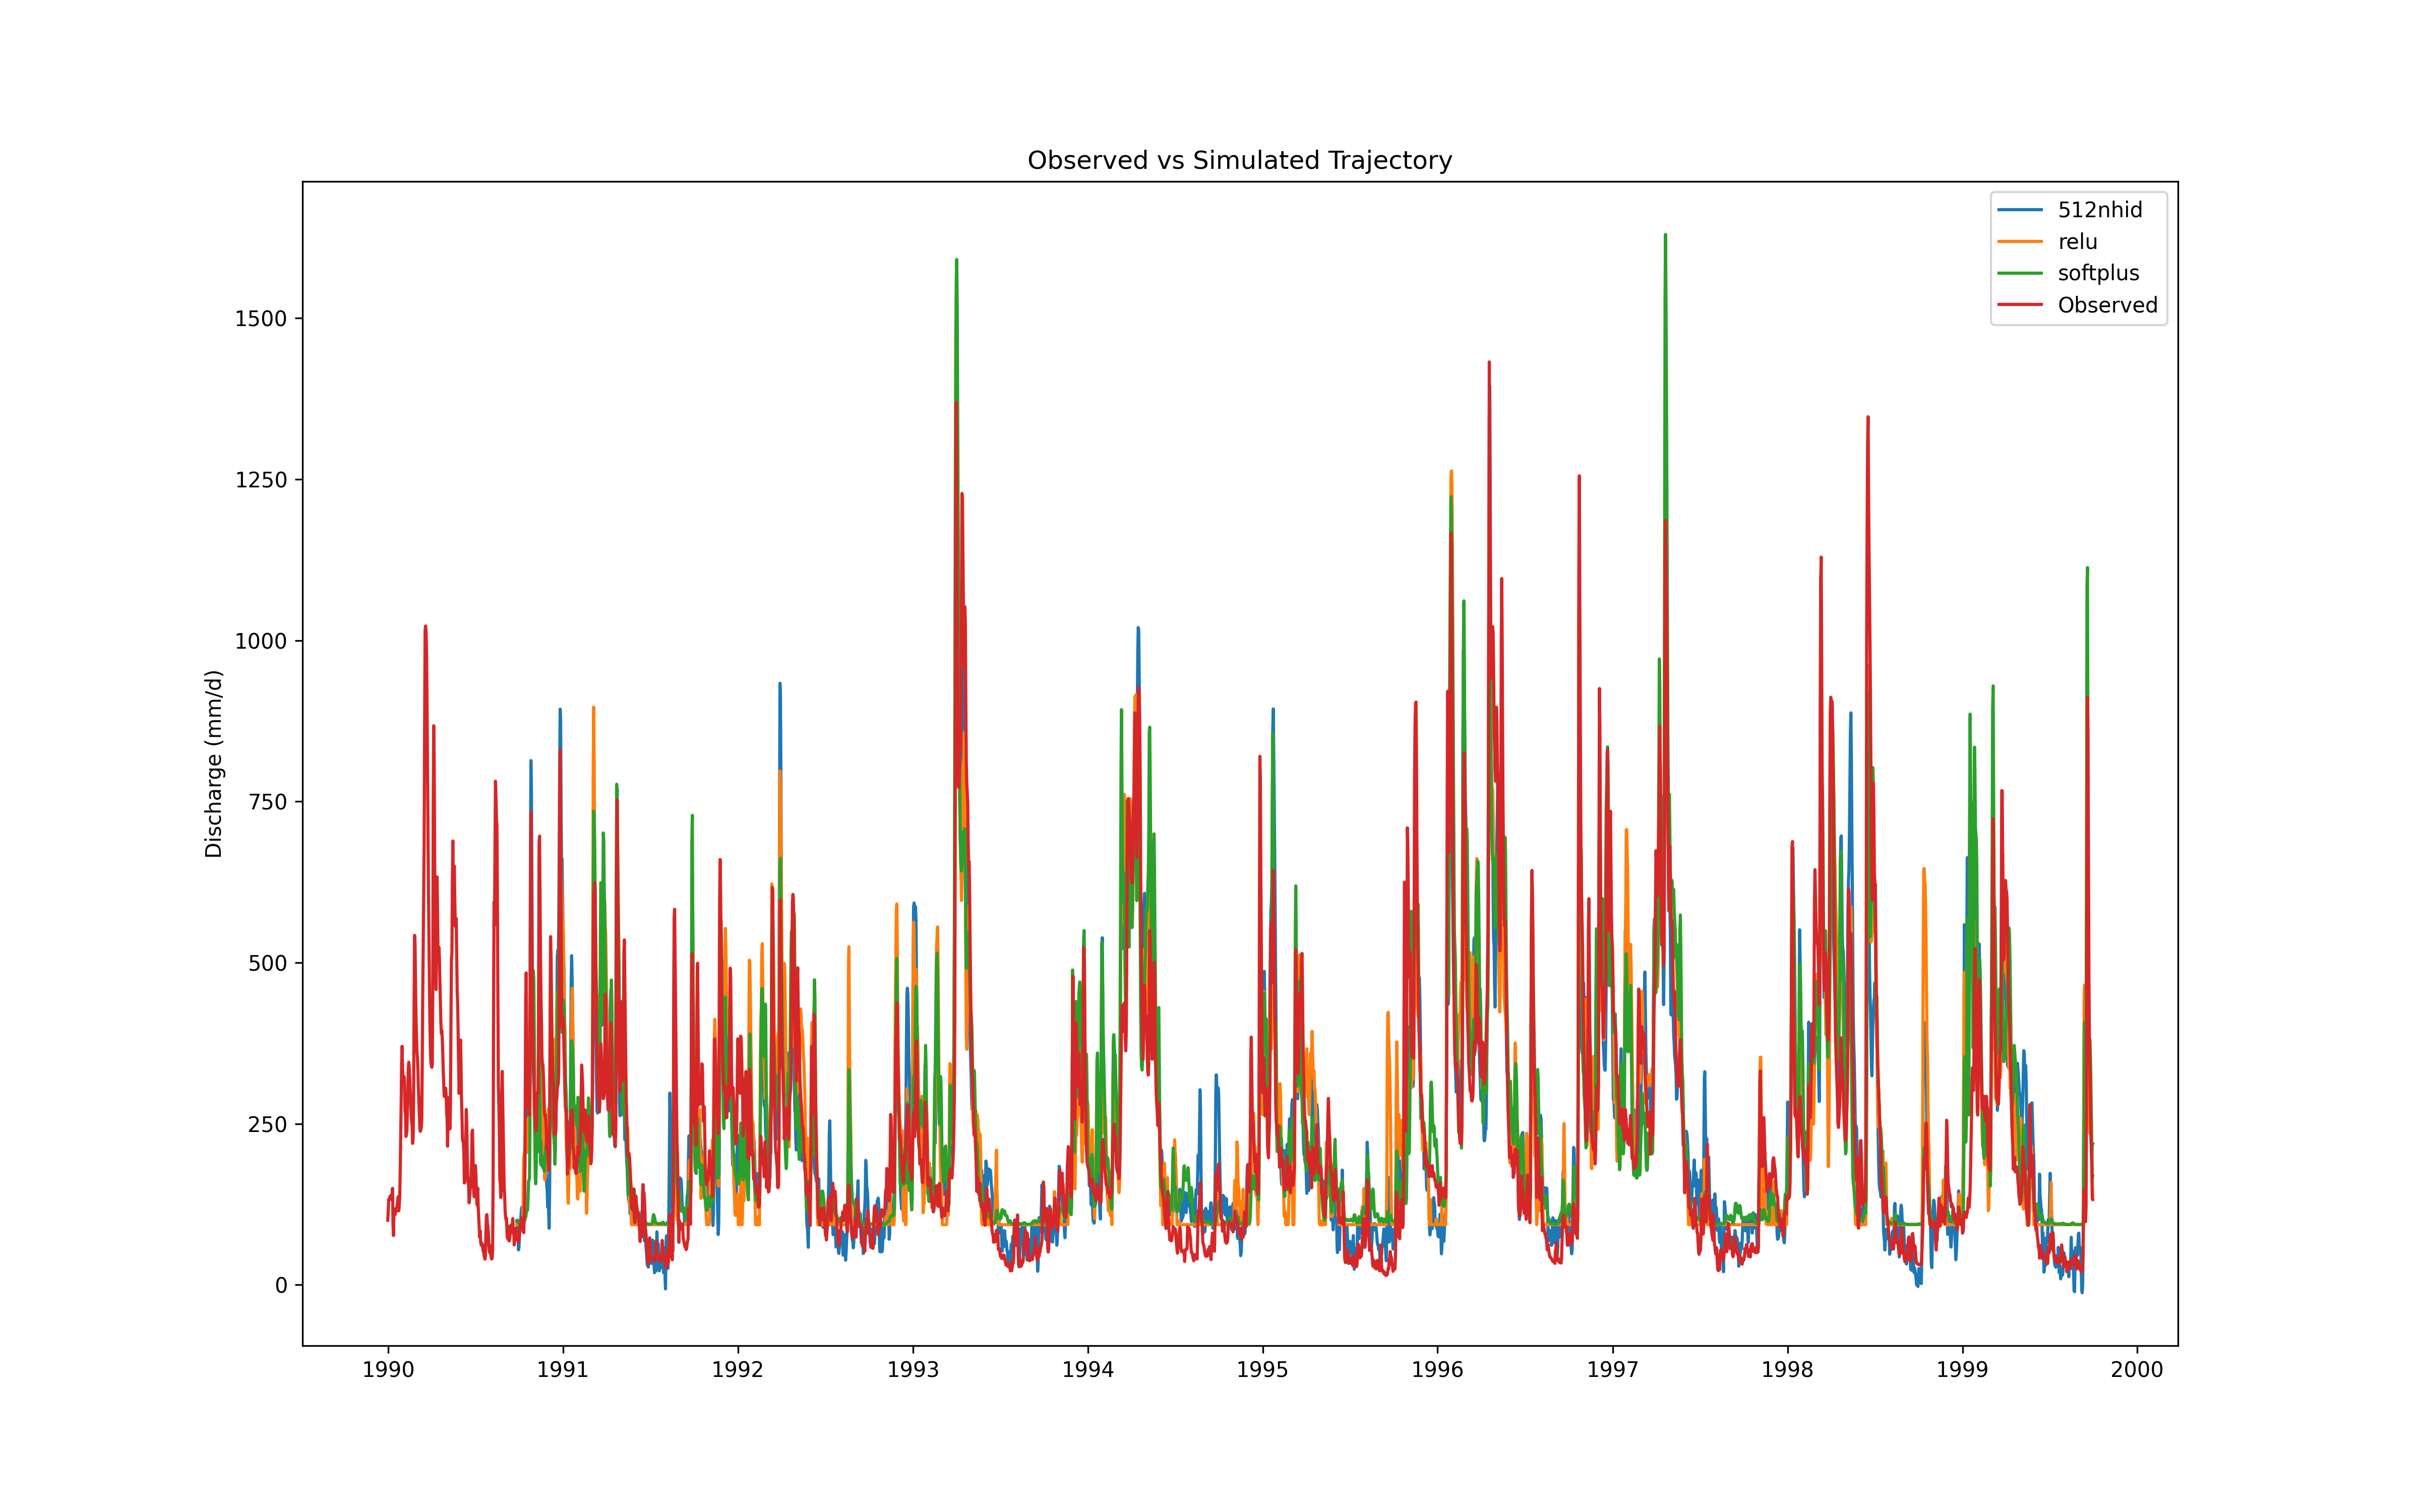 Observed vs Simulated Trajectory
512nhid
relu
softplus
Observed
Discharge (mm/d)
1500
1250
1000
750
500
250
0
1990 1991 1992 1993 1994 1995 1996 1997 1998 1999 2000